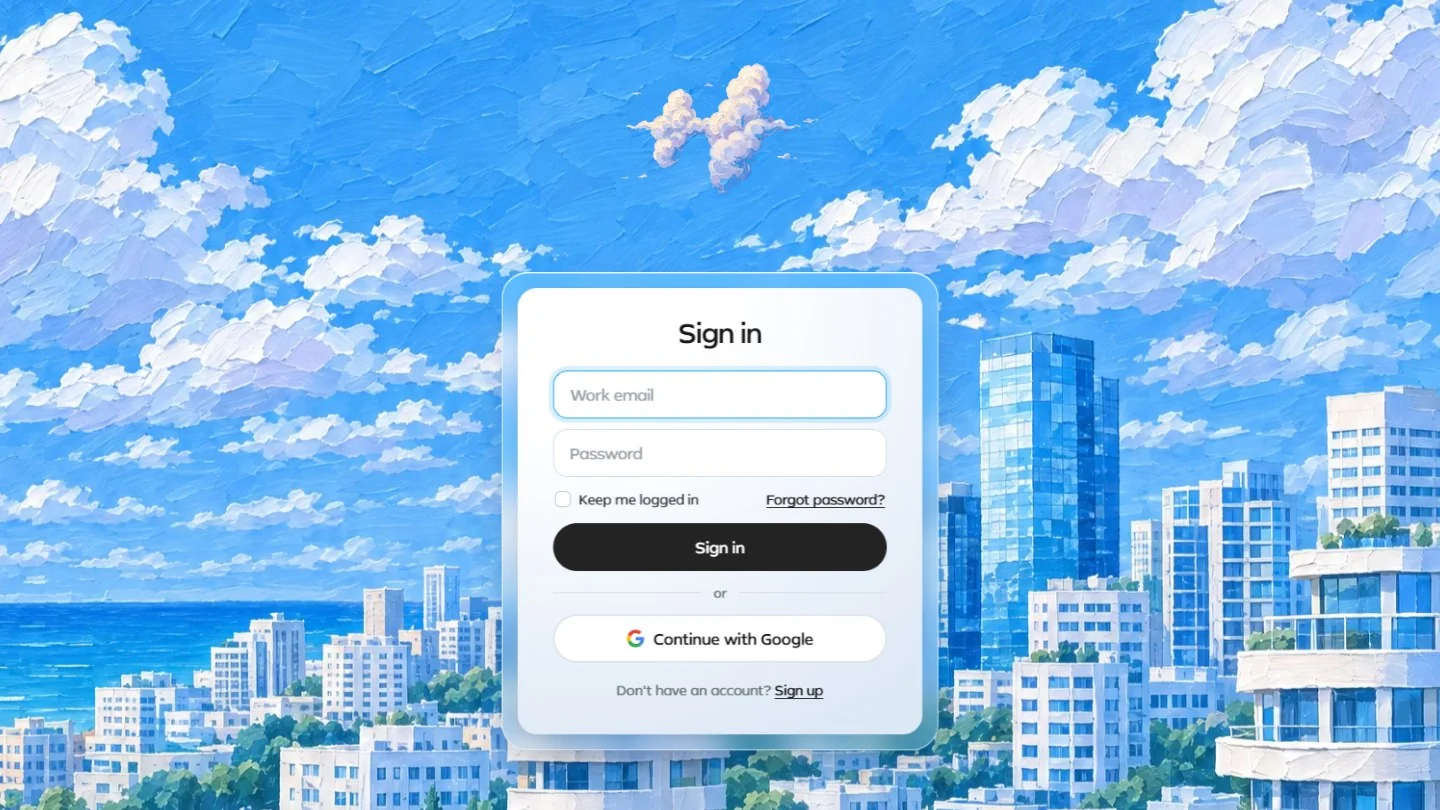 Sign in
Work email
Password
Keep me logged in
Forgot password?
Sign in
or
Continue with Google
Don't have an account? Sign up